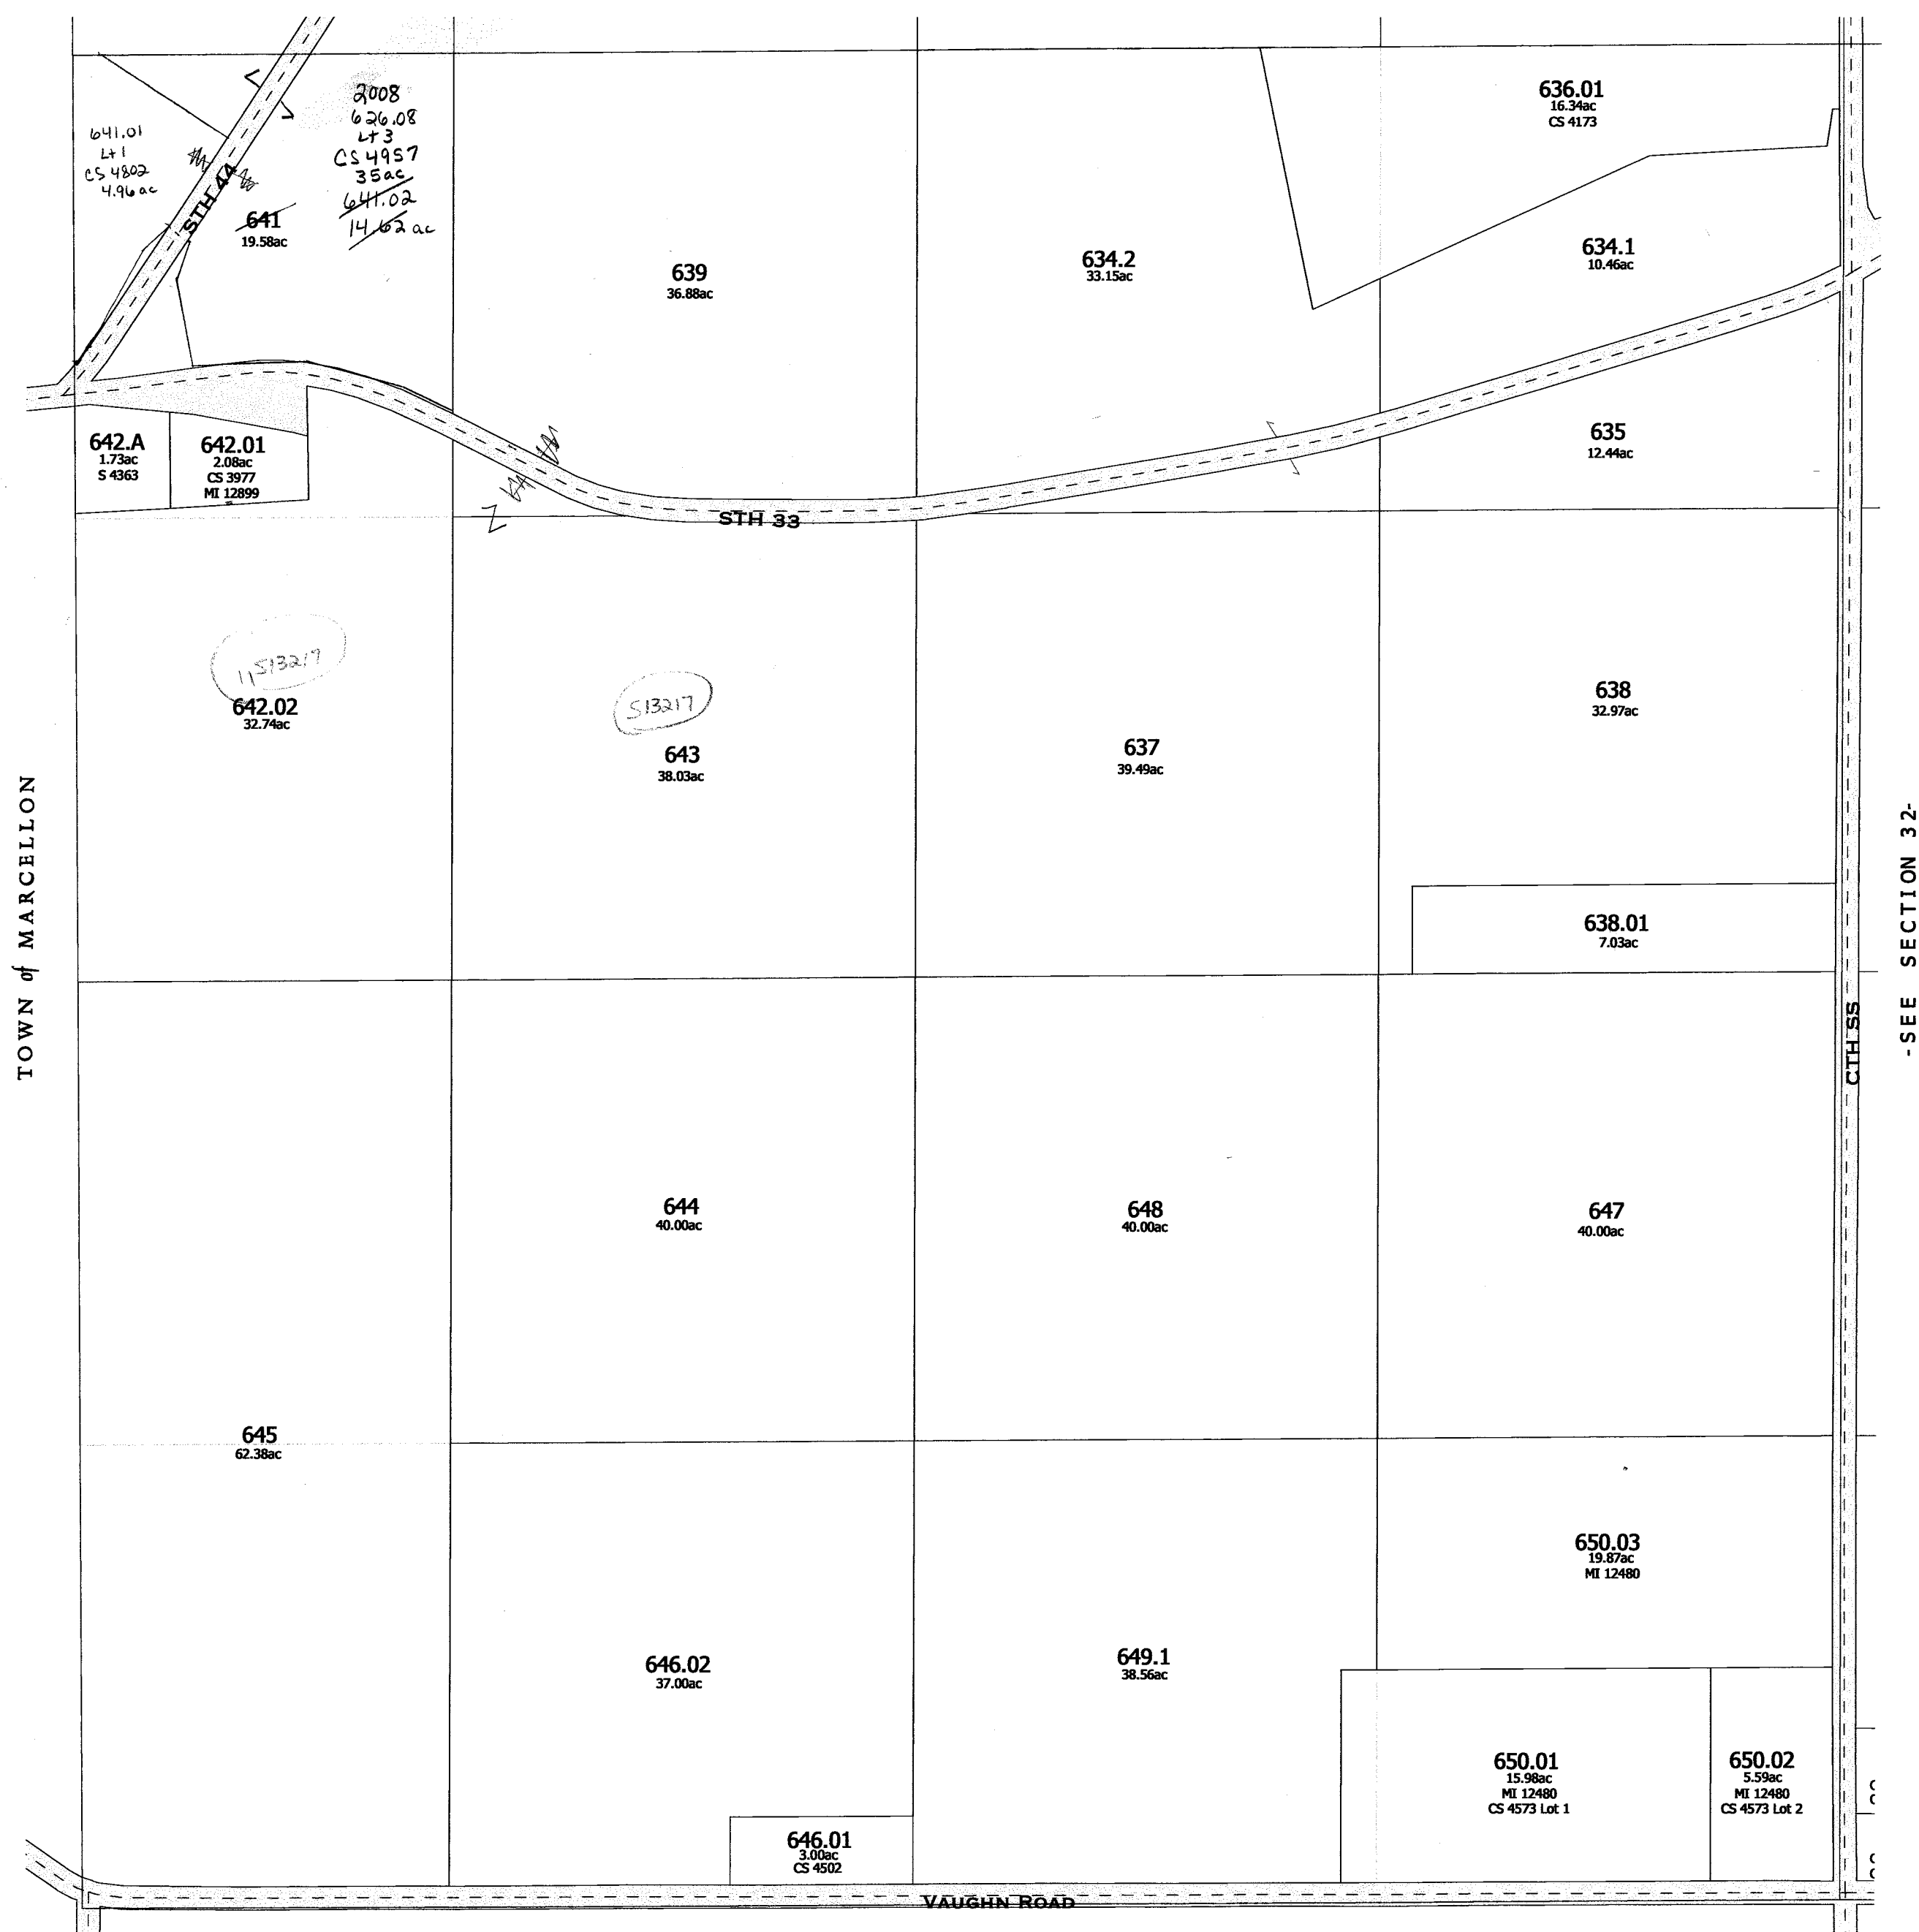 636.01
16.34ac
CS 4173
2008
626.08
Lt 3
CS 4957
35ac
641.02
14.62 ac
641.01
Lt 1
CS 4802
4.96 ac
STH 44
641
19.58ac
639
36.88ac
634.2
33.15ac
634.1
10.46ac
642.A
1.73ac
S 4363
642.01
2.08ac
CS 3977
MI 12899
635
12.44ac
STH 33
Z
513217
642.02
32.74ac
513217
643
38.03ac
637
39.49ac
638
32.97ac
TOWN of MARCELLON
638.01
7.03ac
-SEE SECTION 32-
CTH SS
644
40.00ac
648
40.00ac
647
40.00ac
645
62.38ac
650.03
19.87ac
MI 12480
646.02
37.00ac
649.1
38.56ac
650.01
15.98ac
MI 12480
CS 4573 Lot 1
650.02
5.59ac
MI 12480
CS 4573 Lot 2
646.01
3.00ac
CS 4502
VAUGHN ROAD